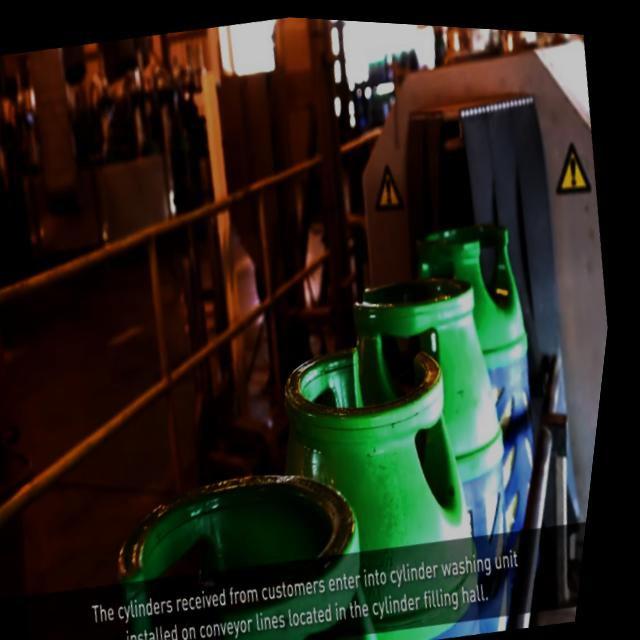 The cylinders received from customers enter into cylinder washing unit
installed on conveyor lines located in the cylinder filling hall.